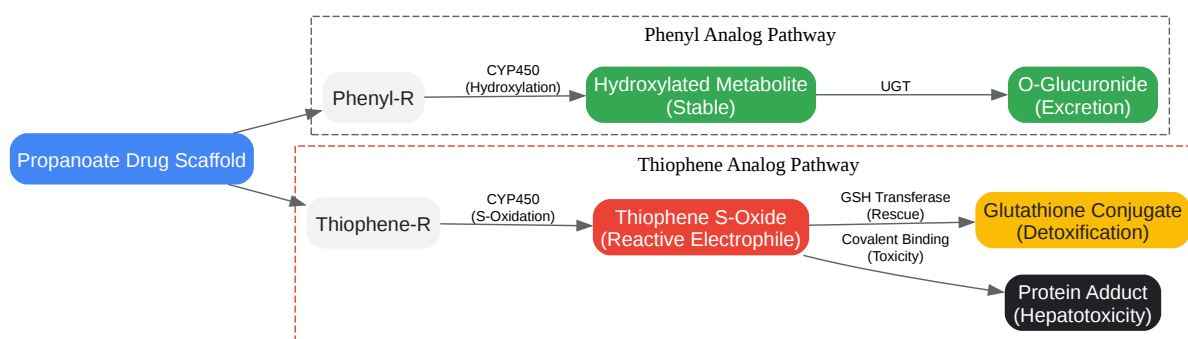 Phenyl Analog Pathway
Phenyl-R
CYP450
(Hydroxylation)
Hydroxylated Metabolite
(Stable)
UGT
O-Glucuronide
(Excretion)
Propanoate Drug Scaffold
Thiophene Analog Pathway
Thiophene-R
CYP450
(S-Oxidation)
Thiophene S-Oxide
(Reactive Electrophile)
GSH Transferase
(Rescue)
Glutathione Conjugate
(Detoxification)
Covalent Binding
(Toxicity)
Protein Adduct
(Hepatotoxicity)